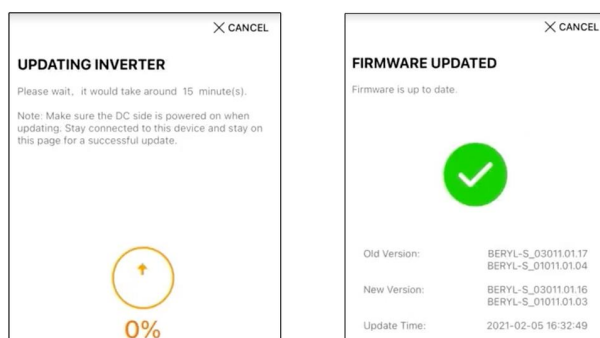 CANCEL
UPDATING INVERTER
Please wait, it would take around 15 minute(s).
Note: Make sure the DC side is powered on when
updating. Stay connected to this device and stay on
this page for a successful update.
0%
CANCEL
FIRMWARE UPDATED
Firmware is up to date.
Old Version: BERYL-S_03011.01.17
BERYL-S_01011.01.04
New Version: BERYL-S_03011.01.16
BERYL-S_01011.01.03
Update Time: 2021-02-05 16:32:49